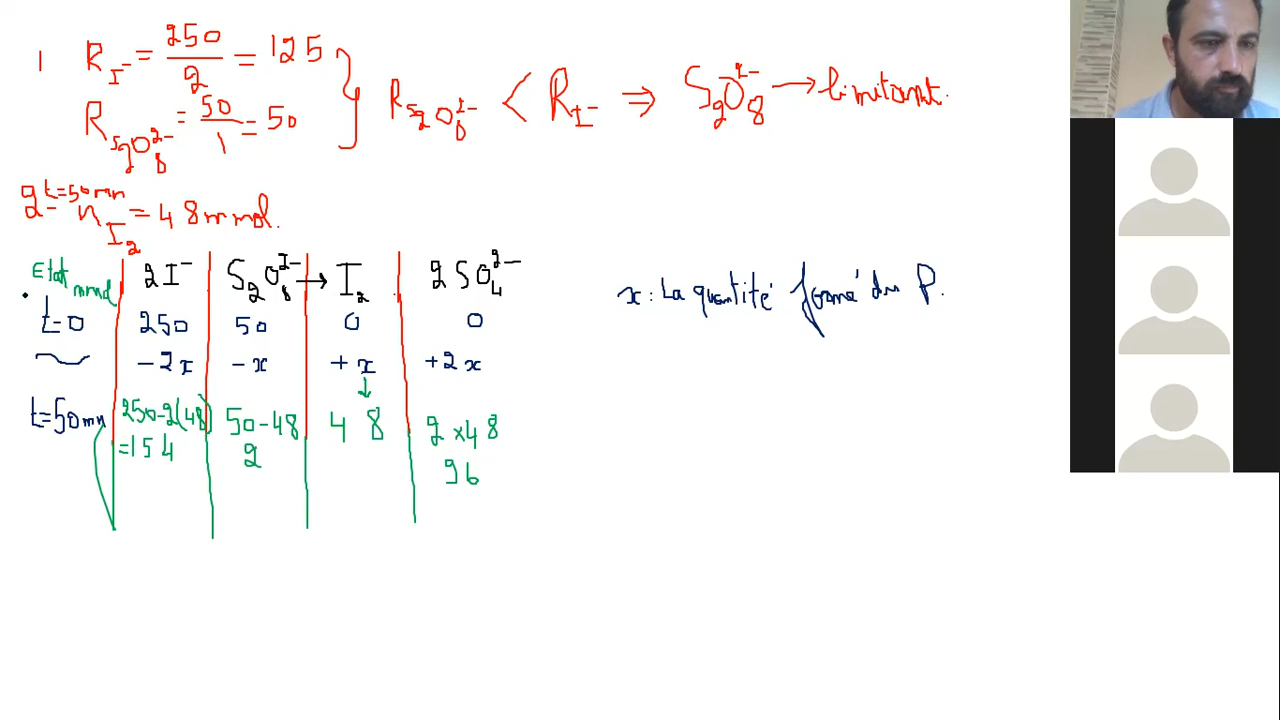 1 R_I⁻ = 250/2 = 125
R_S₂O₈²⁻ = 50/1 = 50
R_S₂O₈²⁻ < R_I⁻ ⇒ S₂O₈²⁻ → limitant.
2- t=50mn n_I₂ = 48 mmol.
Etat mmol 2I⁻ S₂O₈²⁻ → I₂ 2SO₄²⁻
t=0 250 50 0 0
~ -2x -x +x +2x
t=50mn 250-2(48) 50-48 48 2×48
=154 2 96
x : La quantité formé du P.